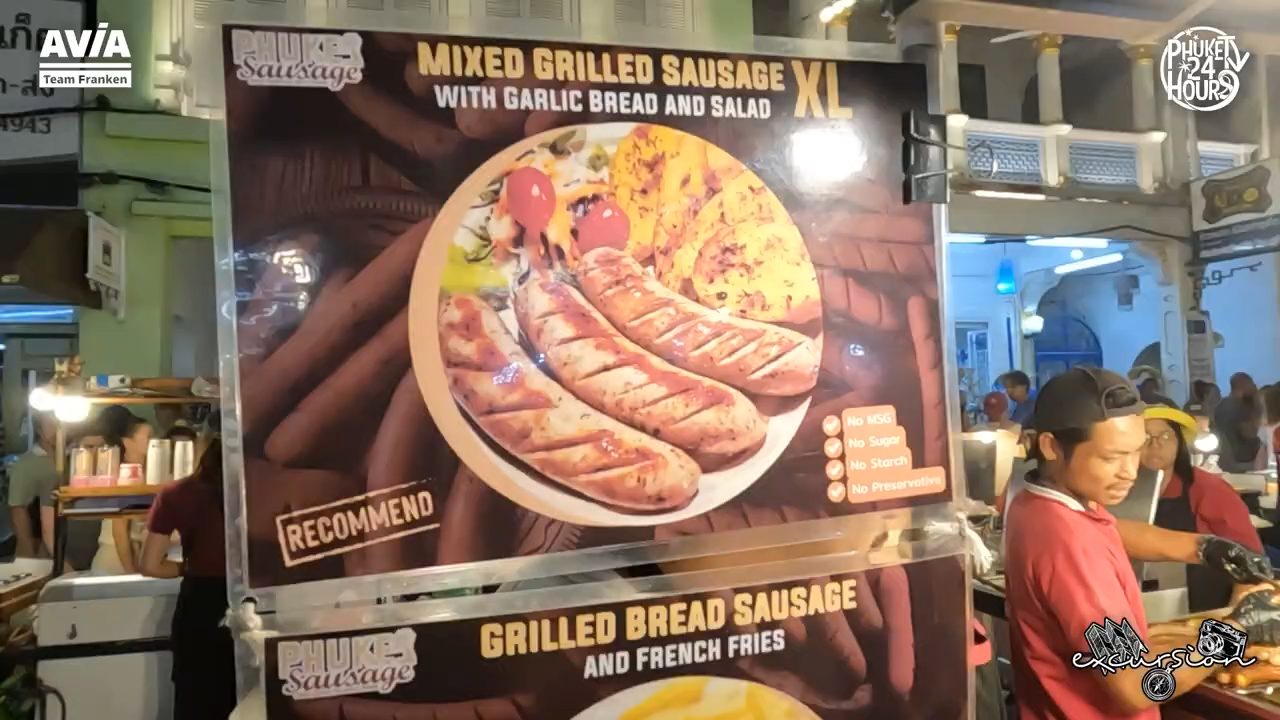 AVIA
Team Franken
PHUKET
24
HOURS
4943
PHUKET
Sausage
MIXED GRILLED SAUSAGE XL
WITH GARLIC BREAD AND SALAD
No MSG
No Sugar
No Starch
No Preservative
RECOMMEND
PHUKET
Sausage
GRILLED BREAD SAUSAGE
AND FRENCH FRIES
excursion